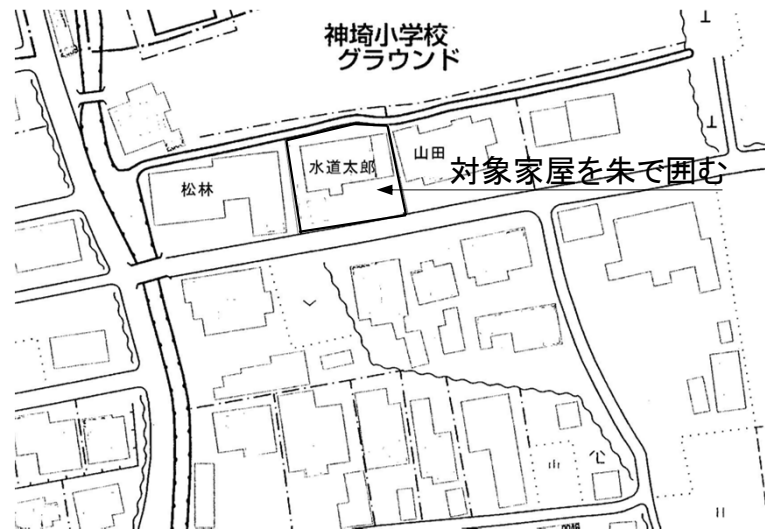 神埼小学校
グラウンド
水道太郎
山田
松林
対象家屋を朱で囲む